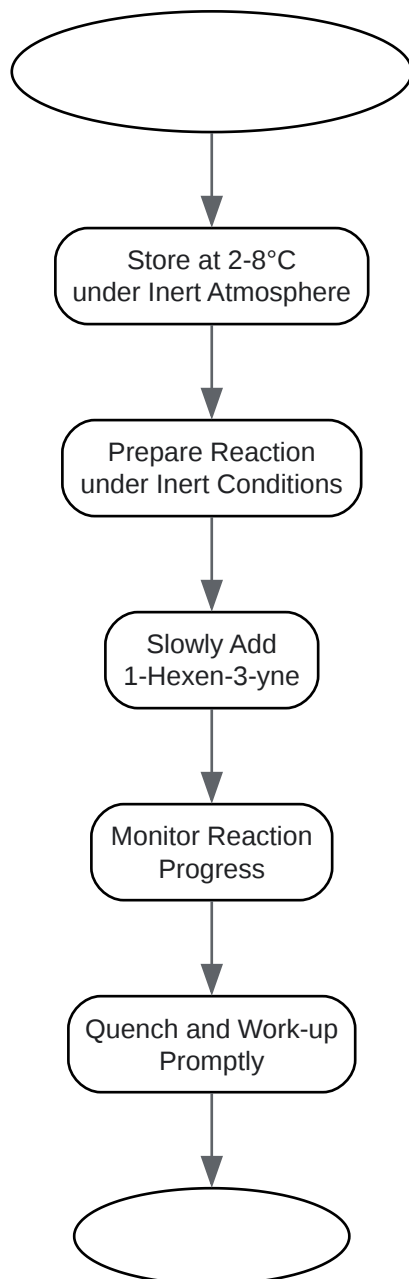 Store at 2-8°C
under Inert Atmosphere
Prepare Reaction
under Inert Conditions
Slowly Add
1-Hexen-3-yne
Monitor Reaction
Progress
Quench and Work-up
Promptly